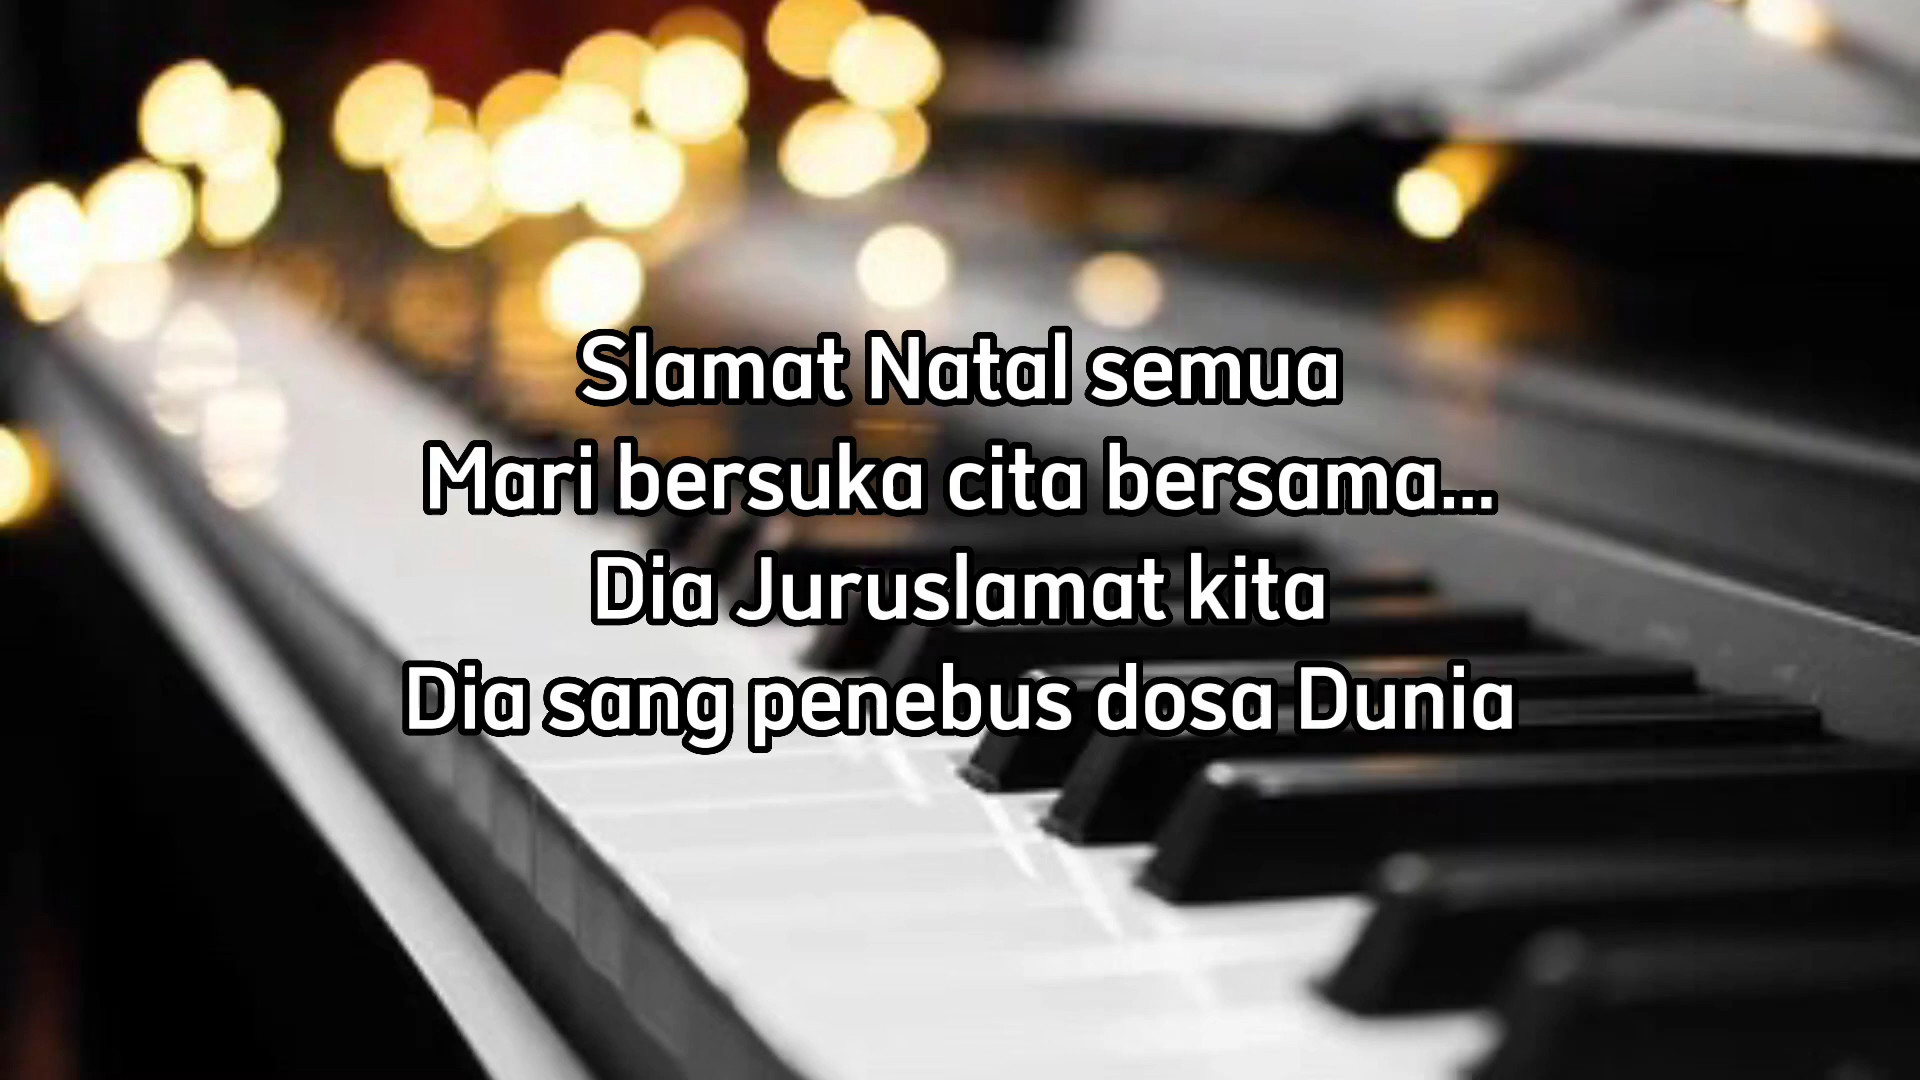 Slamat Natal semua
Mari bersuka cita bersama...
Dia Juruslamat kita
Dia sang penebus dosa Dunia